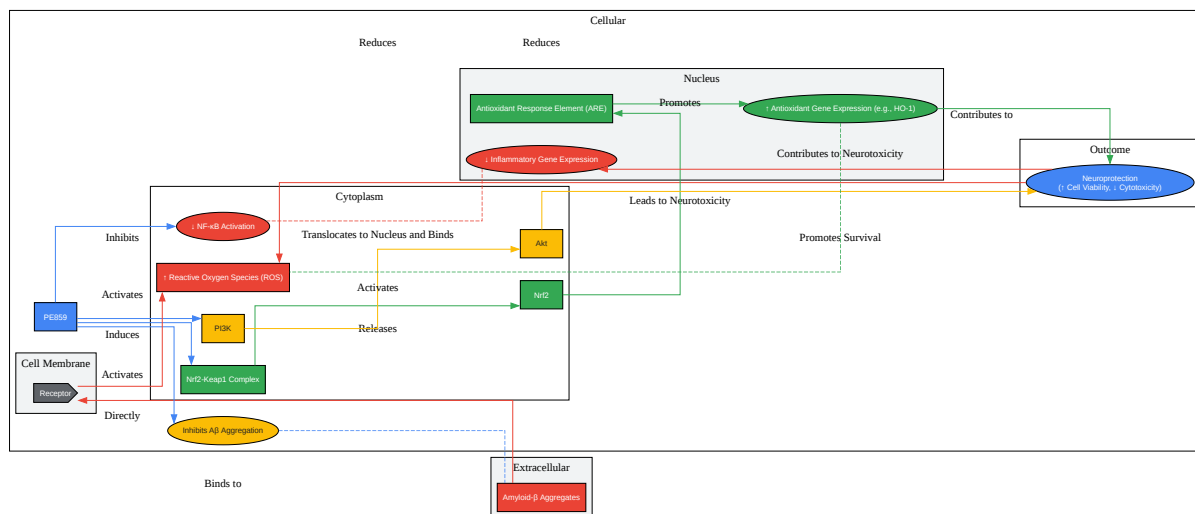 Cellular
Reduces
Reduces
Nucleus
Antioxidant Response Element (ARE)
Promotes
↑ Antioxidant Gene Expression (e.g., HO-1)
Contributes to
↓ Inflammatory Gene Expression
Contributes to Neurotoxicity
Outcome
Neuroprotection
(↑ Cell Viability, ↓ Cytotoxicity)
Cytoplasm
Leads to Neurotoxicity
↓ NF-κB Activation
Inhibits
Translocates to Nucleus and Binds
Akt
Promotes Survival
↑ Reactive Oxygen Species (ROS)
Activates
Activates
Nrf2
PE859
PI3K
Releases
Induces
Cell Membrane
Activates
Nrf2-Keap1 Complex
Receptor
Directly
Inhibits Aβ Aggregation
Extracellular
Binds to
Amyloid-β Aggregates